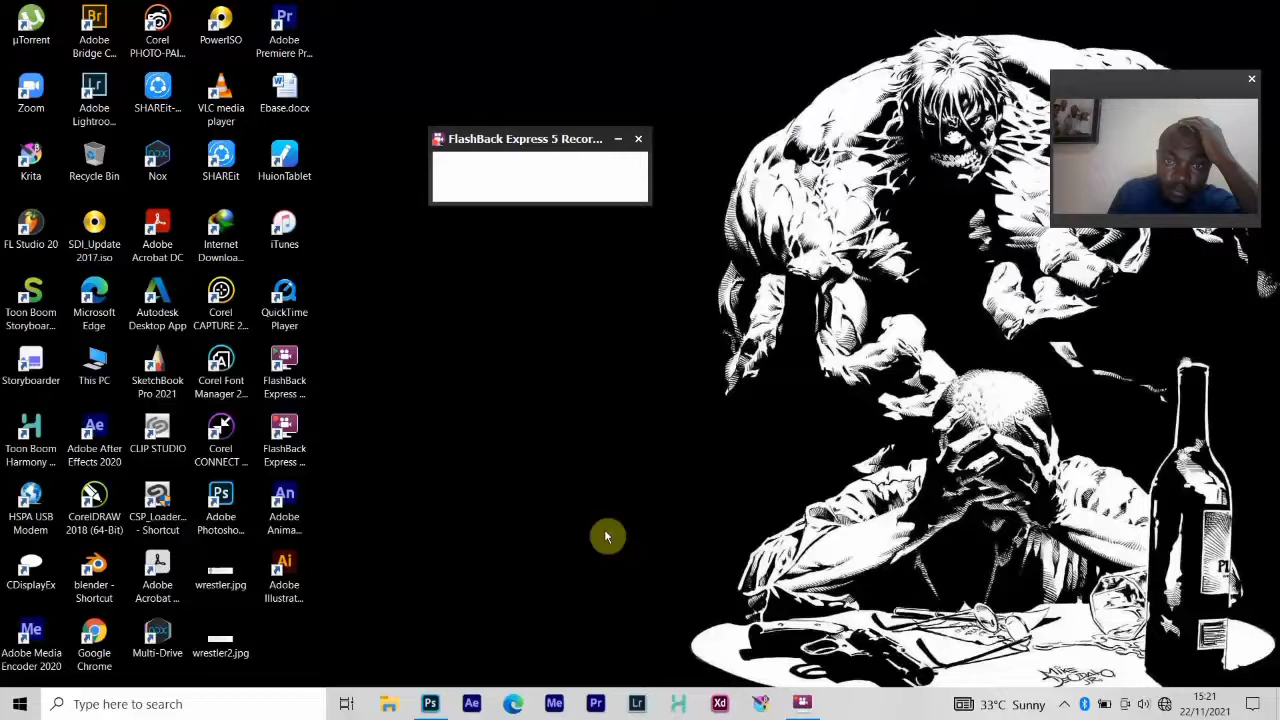 µTorrent
Adobe
Bridge C...
Corel
PHOTO-PAI...
PowerISO
Adobe
Premiere Pr...
Zoom
Adobe
Lightroo...
SHAREit-...
VLC media
player
Ebase.docx
Krita
Recycle Bin
Nox
SHAREit
HuionTablet
FL Studio 20
SDI_Update
2017.iso
Adobe
Acrobat DC
Internet
Downloa...
iTunes
Toon Boom
Storyboar...
Microsoft
Edge
Autodesk
Desktop App
Corel
CAPTURE 2...
QuickTime
Player
Storyboarder
This PC
SketchBook
Pro 2021
Corel Font
Manager 2...
FlashBack
Express ...
Toon Boom
Harmony ...
Adobe After
Effects 2020
CLIP STUDIO
Corel
CONNECT ...
FlashBack
Express ...
HSPA USB
Modem
CorelDRAW
2018 (64-Bit)
CSP_Loader...
- Shortcut
Adobe
Photosho...
Adobe
Anima...
CDisplayEx
blender -
Shortcut
Adobe
Acrobat ...
wrestler.jpg
Adobe
Illustrat...
Adobe Media
Encoder 2020
Google
Chrome
Multi-Drive
wrestler2.jpg
FlashBack Express 5 Recor...
Type here to search
33°C Sunny
15:21
22/11/2021